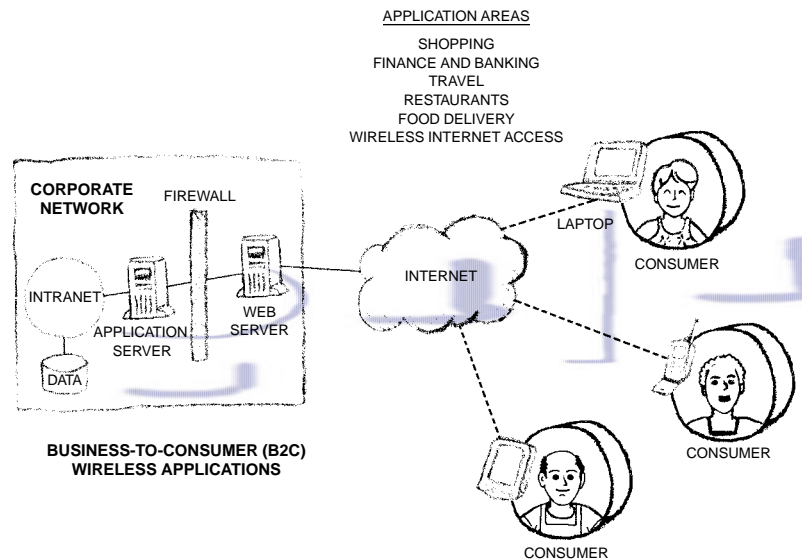 APPLICATION AREAS
SHOPPING
FINANCE AND BANKING
TRAVEL
RESTAURANTS
FOOD DELIVERY
WIRELESS INTERNET ACCESS
CORPORATE
NETWORK
FIREWALL
LAPTOP
CONSUMER
INTERNET
INTRANET
WEB
SERVER
APPLICATION
SERVER
DATA
CONSUMER
BUSINESS-TO-CONSUMER (B2C)
WIRELESS APPLICATIONS
CONSUMER